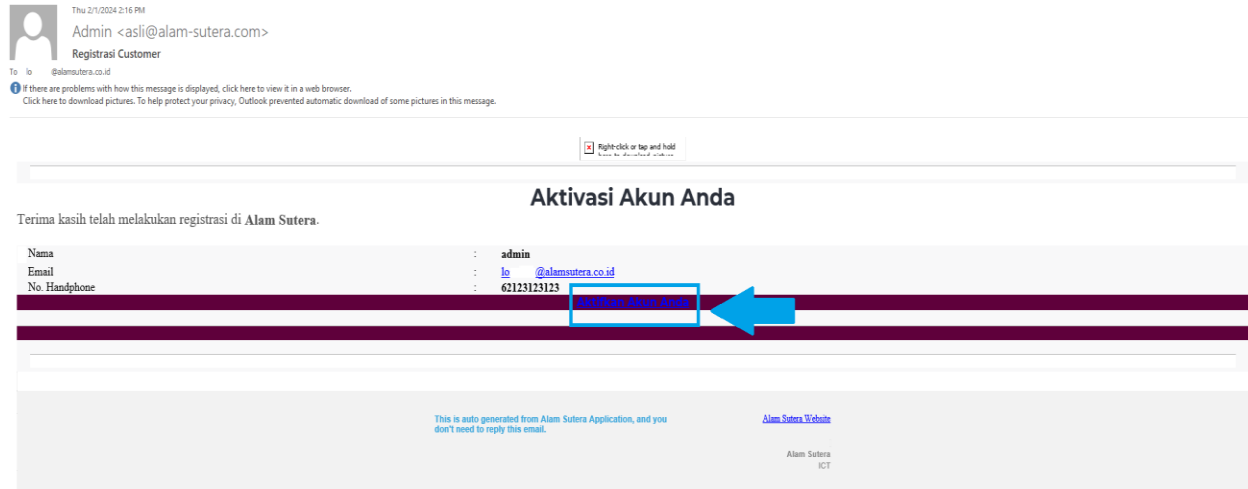 Thu 2/1/2024 2:16 PM
Admin <asli@alam-sutera.com>
Registrasi Customer
To lo @alamsutera.co.id
If there are problems with how this message is displayed, click here to view it in a web browser.
Click here to download pictures. To help protect your privacy, Outlook prevented automatic download of some pictures in this message.
Right-click or tap and hold
here to download picture
Aktivasi Akun Anda
Terima kasih telah melakukan registrasi di Alam Sutera.
Nama : admin
Email : lo @alamsutera.co.id
No. Handphone : 62123123123
Aktifkan Akun Anda
This is auto generated from Alam Sutera Application, and you
don't need to reply this email.
Alam Sutera Website
Alam Sutera
ICT